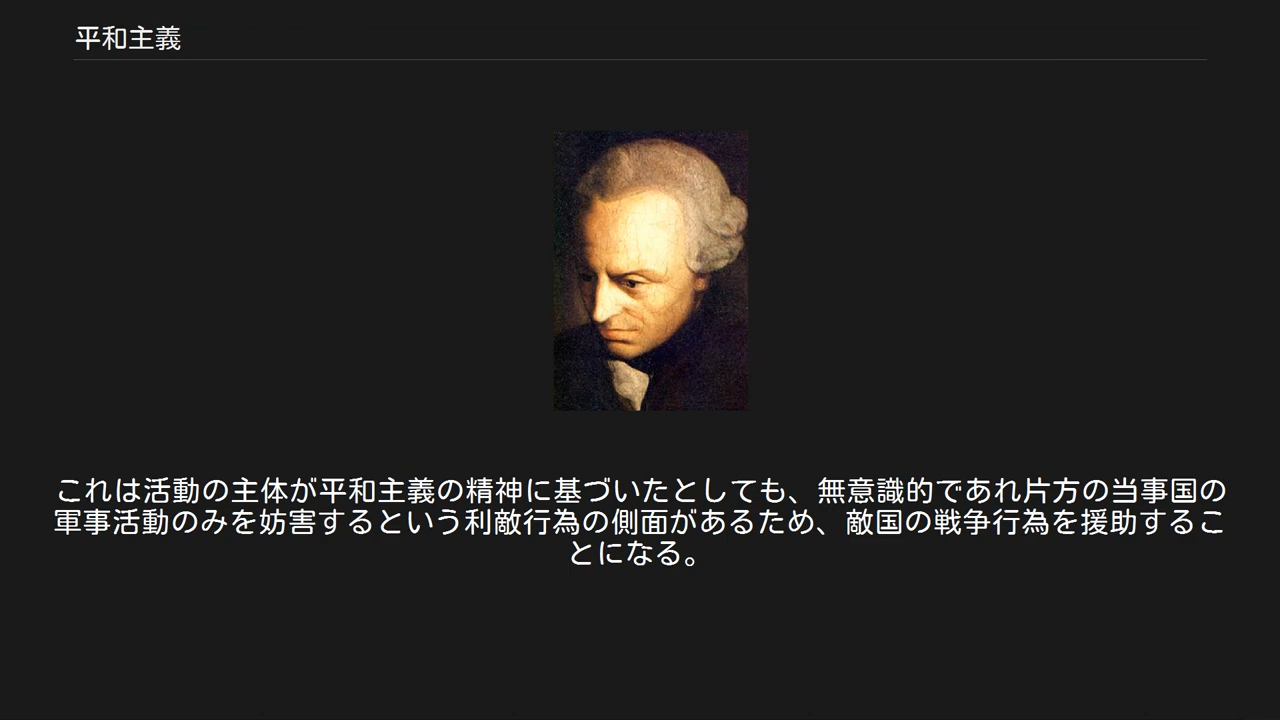 平和主義
これは活動の主体が平和主義の精神に基づいたとしても、無意識的であれ片方の当事国の
軍事活動のみを妨害するという利敵行為の側面があるため、敵国の戦争行為を援助するこ
とになる。